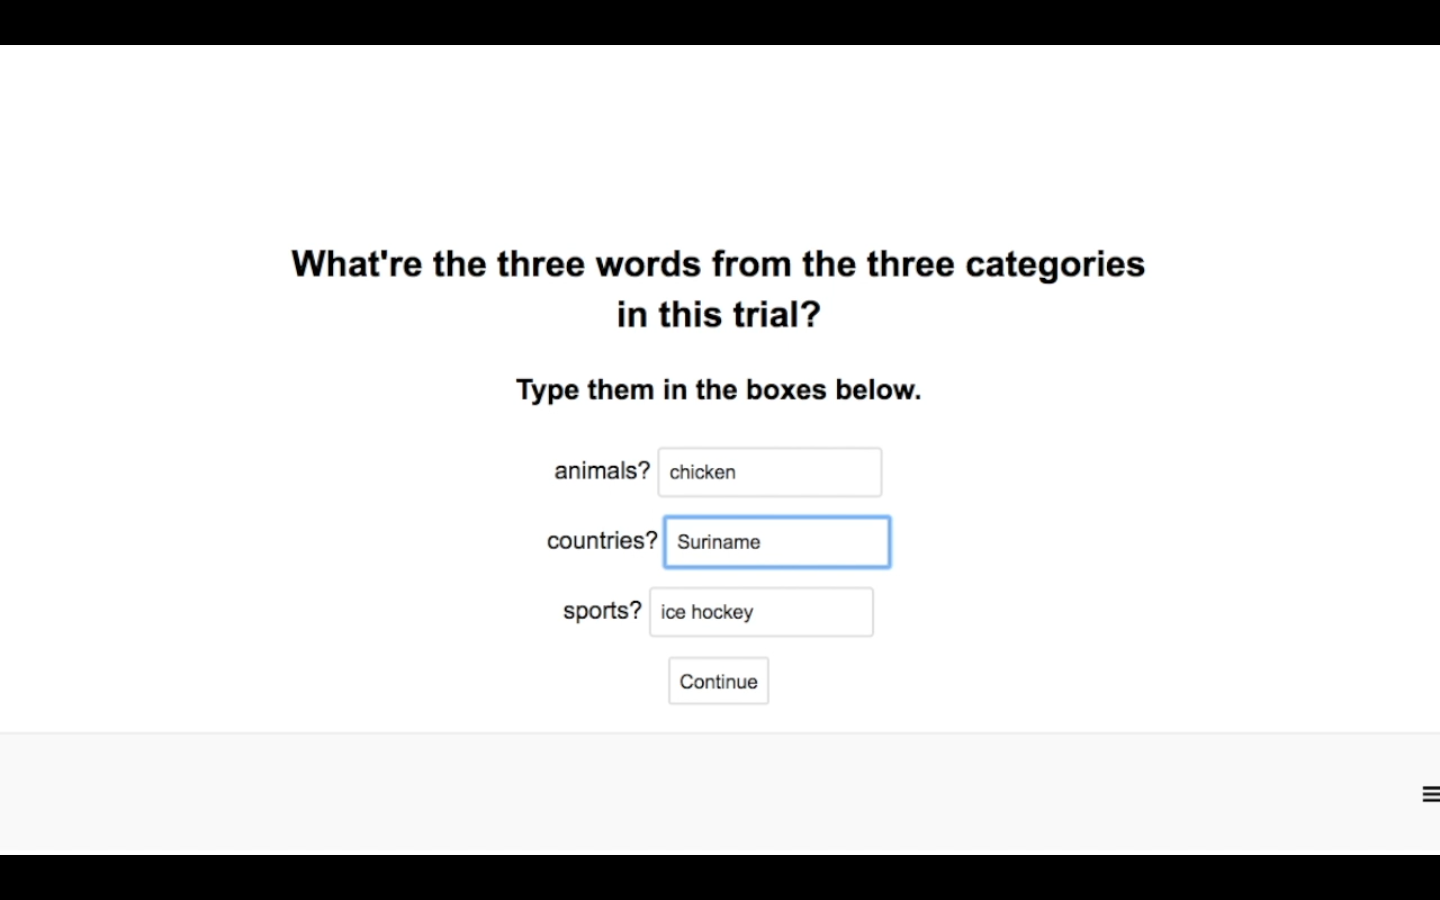 What're the three words from the three categories
in this trial?
Type them in the boxes below.
animals? chicken
countries? Suriname
sports? ice hockey
Continue